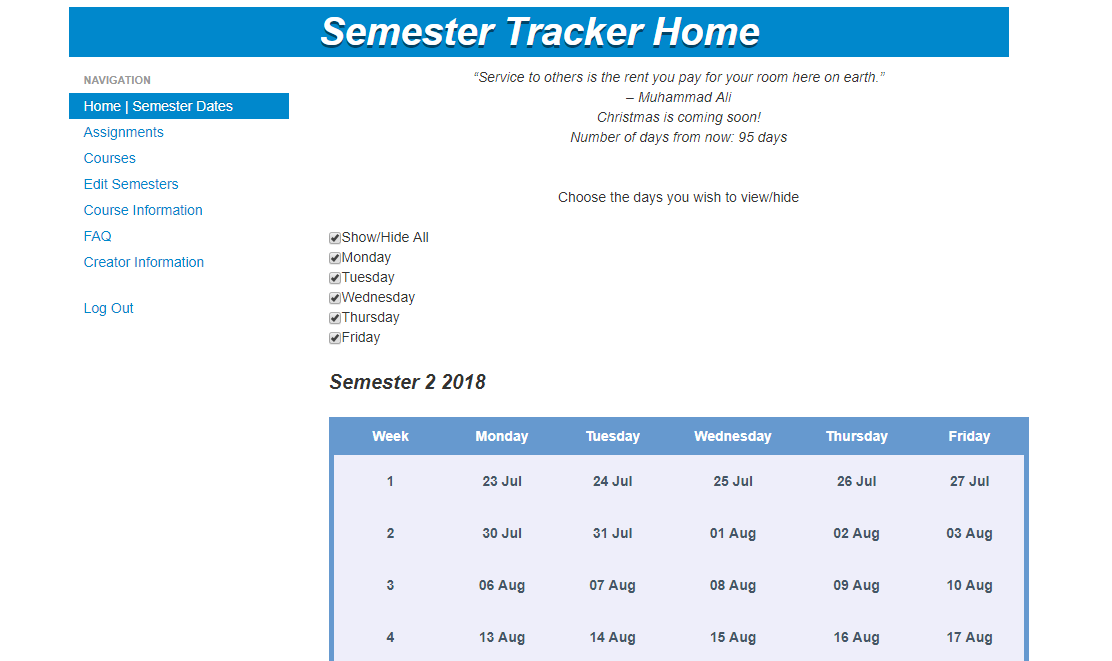 Semester Tracker Home
NAVIGATION
Home | Semester Dates
Assignments
Courses
Edit Semesters
Course Information
FAQ
Creator Information
Log Out
“Service to others is the rent you pay for your room here on earth.”
– Muhammad Ali
Christmas is coming soon!
Number of days from now: 95 days
Choose the days you wish to view/hide
Show/Hide All
Monday
Tuesday
Wednesday
Thursday
Friday
Semester 2 2018
Week Monday Tuesday Wednesday Thursday Friday
1 23 Jul 24 Jul 25 Jul 26 Jul 27 Jul
2 30 Jul 31 Jul 01 Aug 02 Aug 03 Aug
3 06 Aug 07 Aug 08 Aug 09 Aug 10 Aug
4 13 Aug 14 Aug 15 Aug 16 Aug 17 Aug